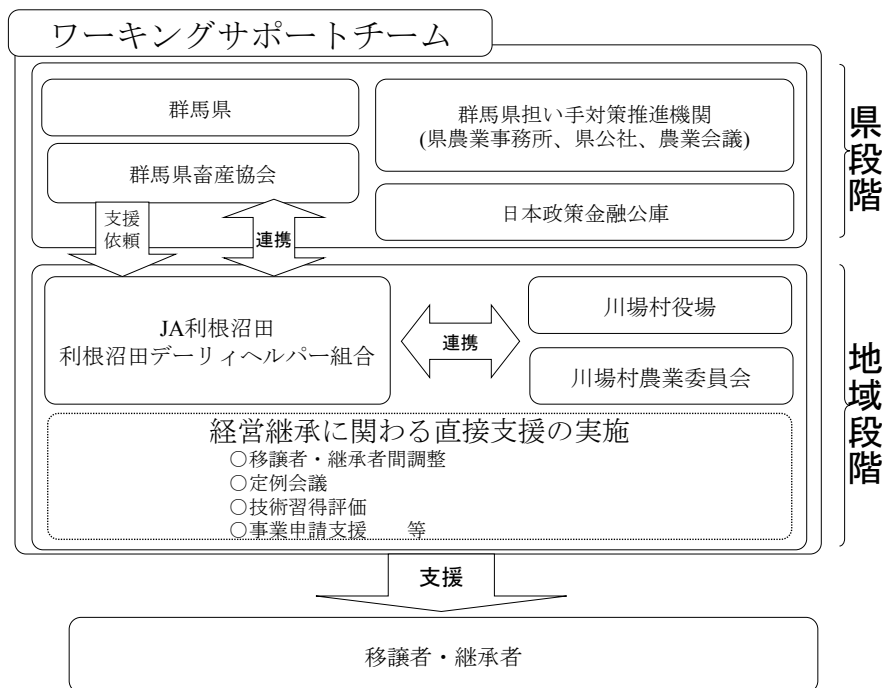 ワーキングサポートチーム
群馬県
群馬県担い手対策推進機関
(県農業事務所、県公社、農業会議)
群馬県畜産協会
日本政策金融公庫
支援
依頼
連携
県段階
JA利根沼田
利根沼田デーリィヘルパー組合
連携
川場村役場
川場村農業委員会
経営継承に関わる直接支援の実施
○移譲者・継承者間調整
○定例会議
○技術習得評価
○事業申請支援　等
地域段階
支援
移譲者・継承者